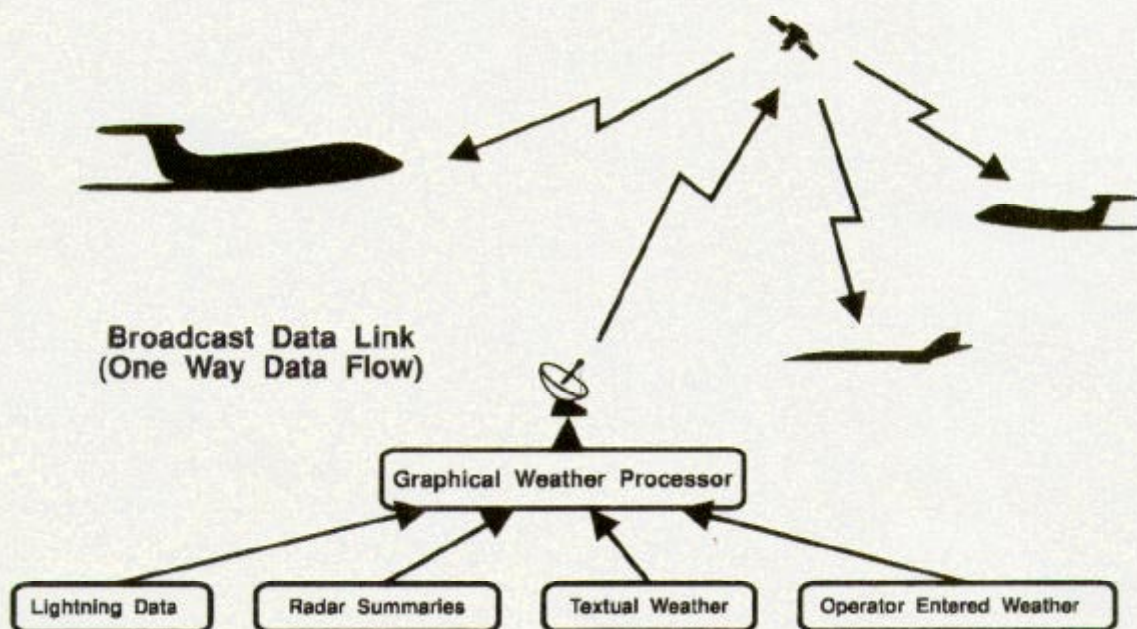 Broadcast Data Link
(One Way Data Flow)
Graphical Weather Processor
Lightning Data
Radar Summaries
Textual Weather
Operator Entered Weather